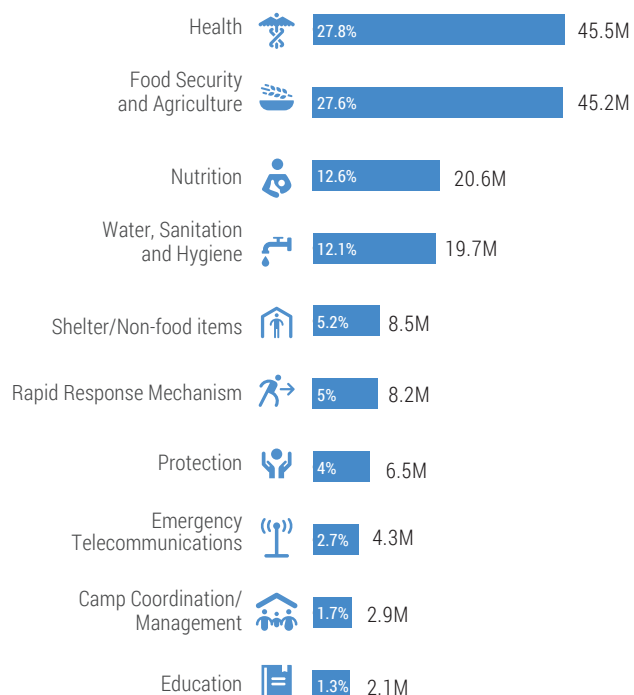 Health 27.8% 45.5M
Food Security
and Agriculture 27.6% 45.2M
Nutrition 12.6% 20.6M
Water, Sanitation
and Hygiene 12.1% 19.7M
Shelter/Non-food items 5.2% 8.5M
Rapid Response Mechanism 5% 8.2M
Protection 4% 6.5M
Emergency
Telecommunications 2.7% 4.3M
Camp Coordination/
Management 1.7% 2.9M
Education 1.3% 2.1M